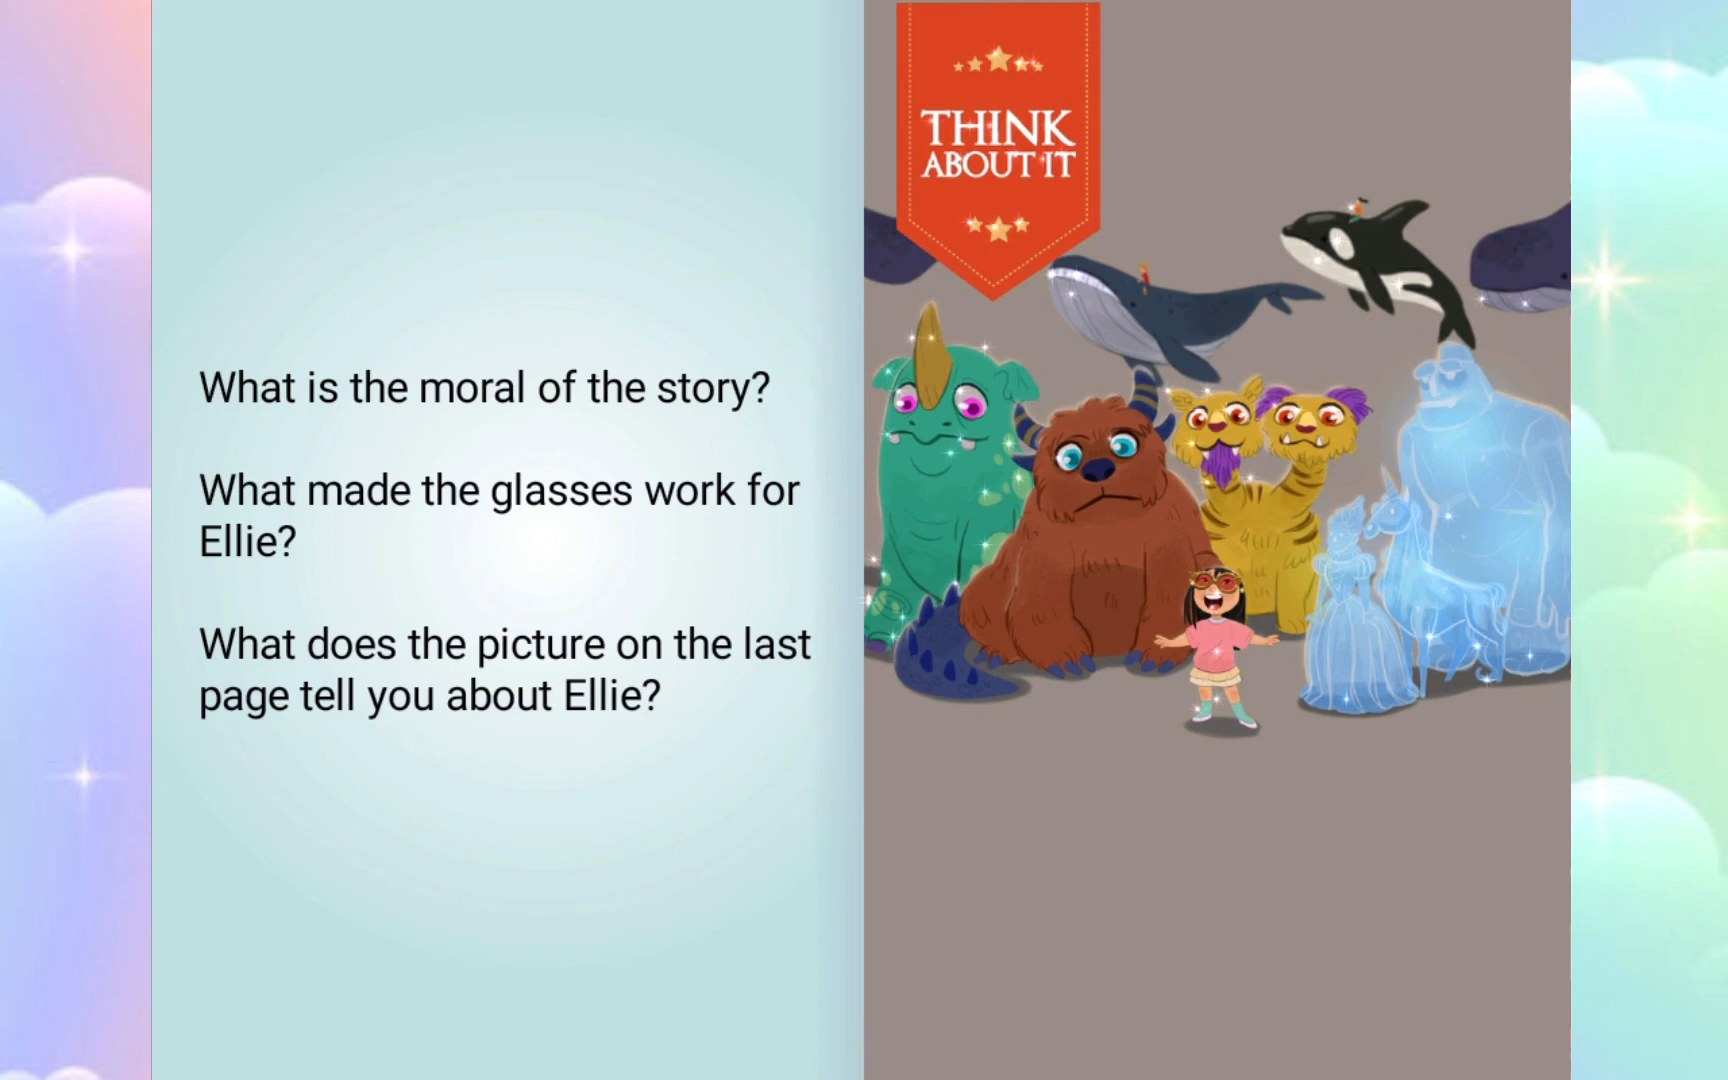 What is the moral of the story?
What made the glasses work for
Ellie?
What does the picture on the last
page tell you about Ellie?
THINK
ABOUT IT